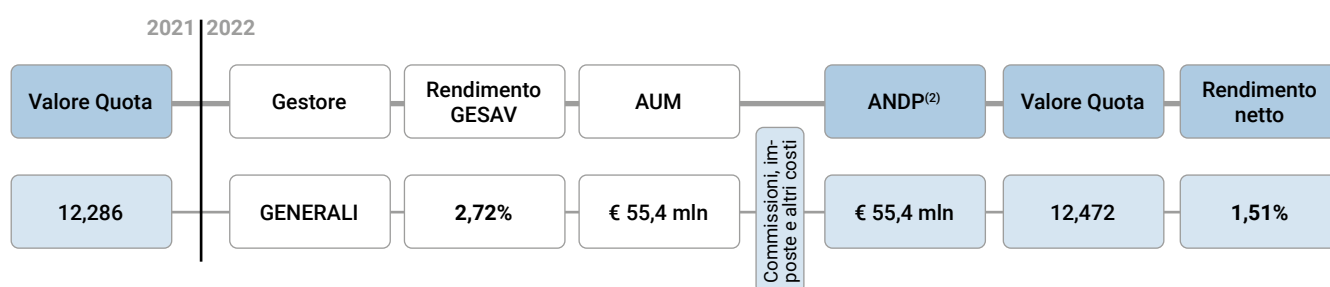 2021 2022
Valore Quota
Gestore
Rendimento
GESAV
AUM
ANDP(2)
Valore Quota
Rendimento
netto
12,286
GENERALI
2,72%
€ 55,4 mln
Commissioni, im-
poste e altri costi
€ 55,4 mln
12,472
1,51%